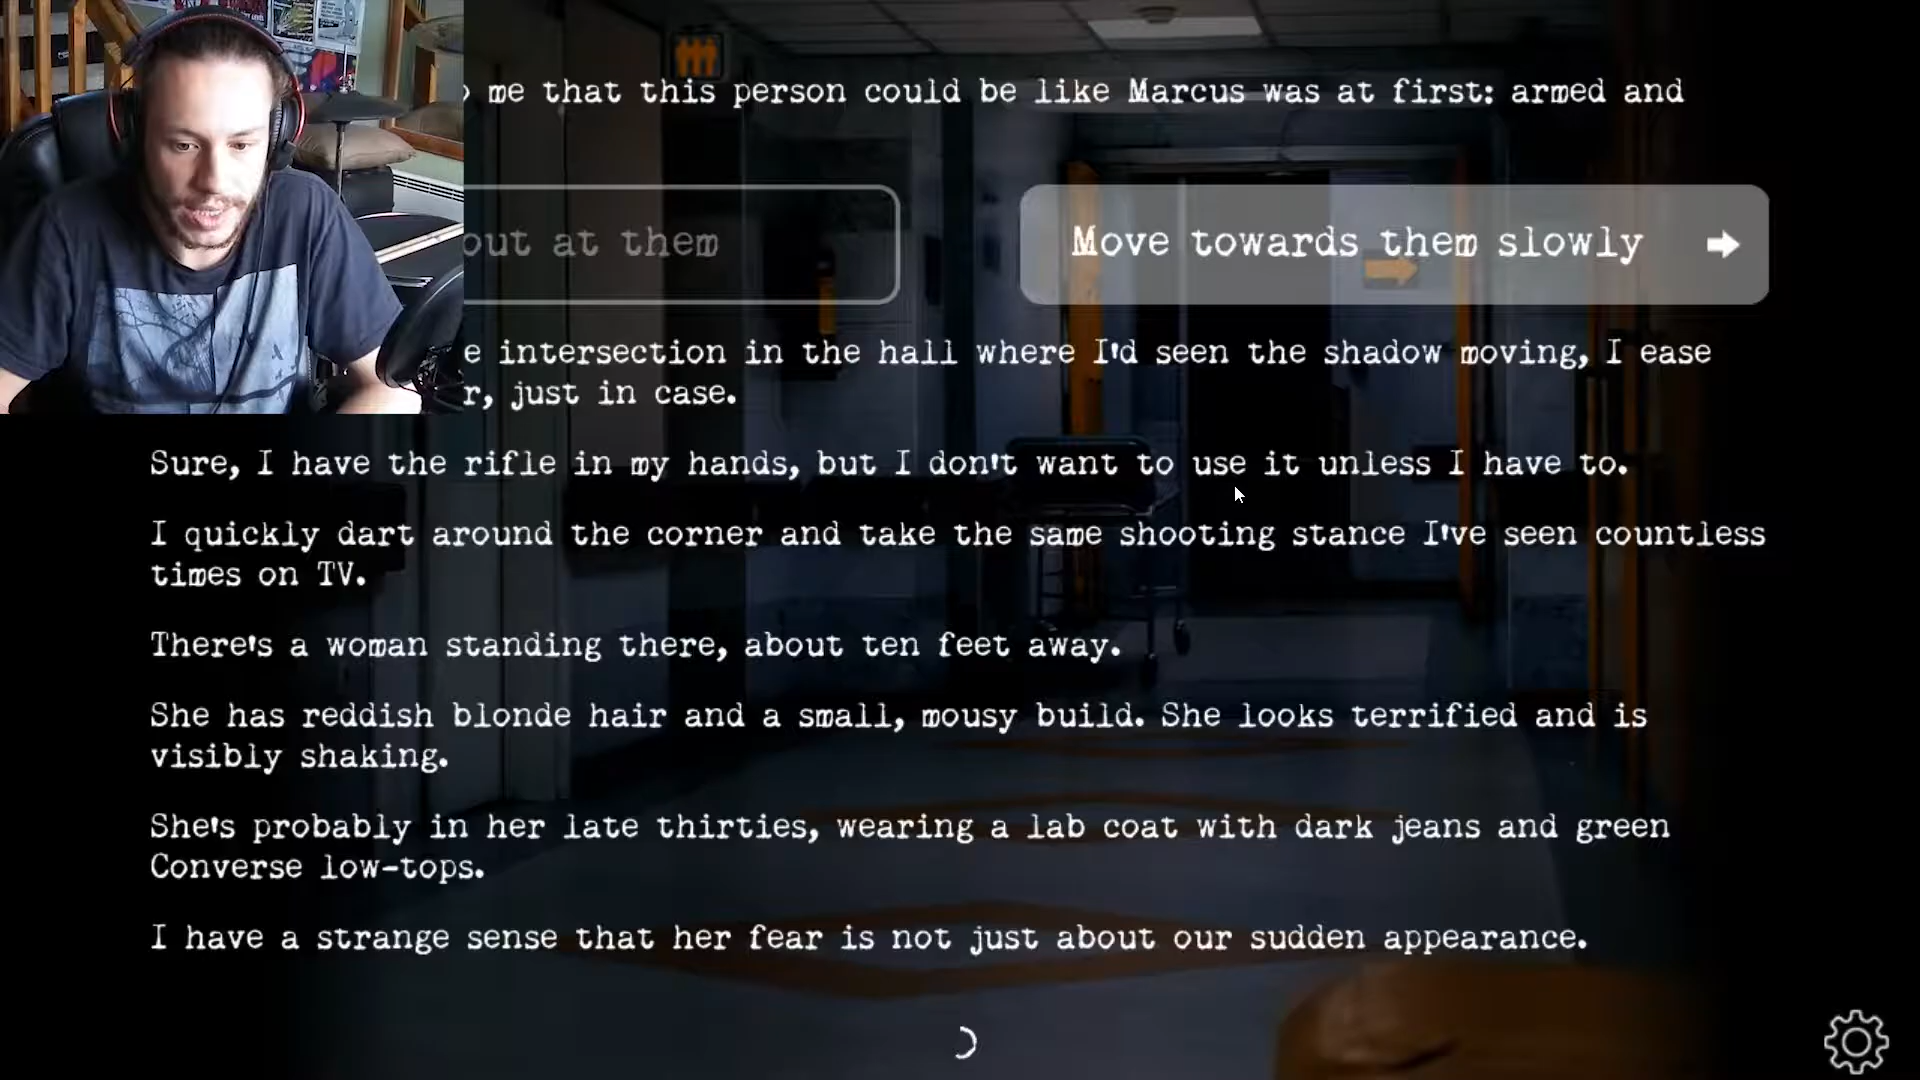 me that this person could be like Marcus was at first: armed and
out at them
Move towards them slowly
intersection in the hall where I'd seen the shadow moving, I ease
just in case.
Sure, I have the rifle in my hands, but I don't want to use it unless I have to.
I quickly dart around the corner and take the same shooting stance I've seen countless
times on TV.
There's a woman standing there, about ten feet away.
She has reddish blonde hair and a small, mousy build. She looks terrified and is
visibly shaking.
She's probably in her late thirties, wearing a lab coat with dark jeans and green
Converse low-tops.
I have a strange sense that her fear is not just about our sudden appearance.